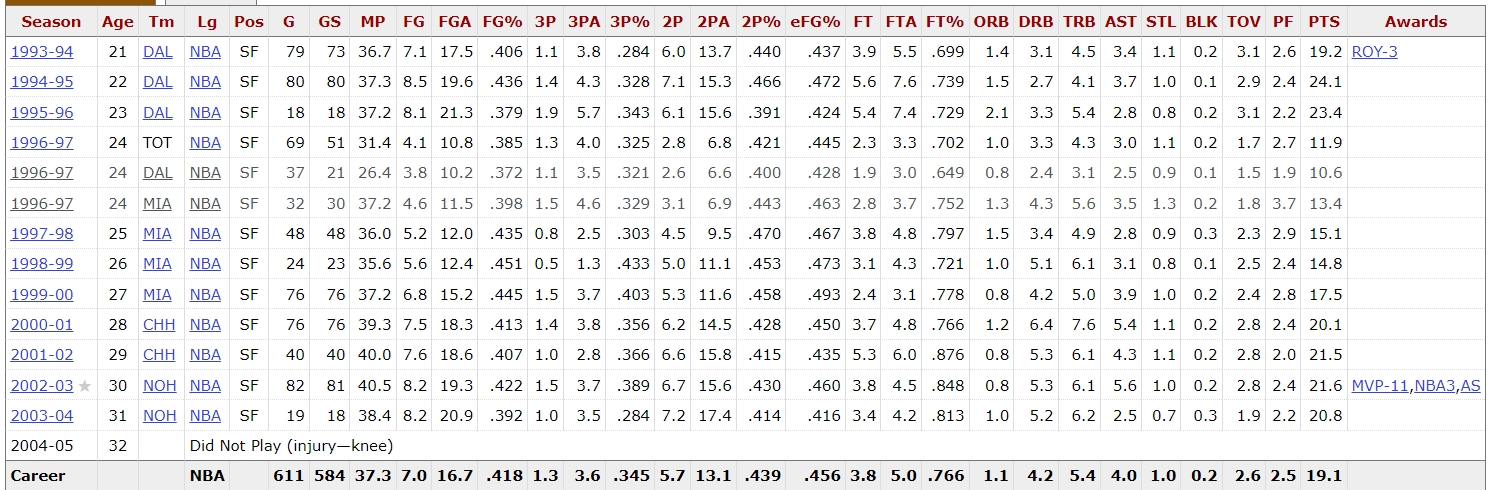 Season Age Tm Lg Pos G GS MP FG FGA FG% 3P 3PA 3P% 2P 2PA 2P% eFG% FT FTA FT% ORB DRB TRB AST STL BLK TOV PF PTS Awards
1993-94 21 DAL NBA SF 79 73 36.7 7.1 17.5 .406 1.1 3.8 .284 6.0 13.7 .440 .437 3.9 5.5 .699 1.4 3.1 4.5 3.4 1.1 0.2 3.1 2.6 19.2 ROY-3
1994-95 22 DAL NBA SF 80 80 37.3 8.5 19.6 .436 1.4 4.3 .328 7.1 15.3 .466 .472 5.6 7.6 .739 1.5 2.7 4.1 3.7 1.0 0.1 2.9 2.4 24.1
1995-96 23 DAL NBA SF 18 18 37.2 8.1 21.3 .379 1.9 5.7 .343 6.1 15.6 .391 .424 5.4 7.4 .729 2.1 3.3 5.4 2.8 0.8 0.2 3.1 2.2 23.4
1996-97 24 TOT NBA SF 69 51 31.4 4.1 10.8 .385 1.3 4.0 .325 2.8 6.8 .421 .445 2.3 3.3 .702 1.0 3.3 4.3 3.0 1.1 0.2 1.7 2.7 11.9
1996-97 24 DAL NBA SF 37 21 26.4 3.8 10.2 .372 1.1 3.5 .321 2.6 6.6 .400 .428 1.9 3.0 .649 0.8 2.4 3.1 2.5 0.9 0.1 1.5 1.9 10.6
1996-97 24 MIA NBA SF 32 30 37.2 4.6 11.5 .398 1.5 4.6 .329 3.1 6.9 .443 .463 2.8 3.7 .752 1.3 4.3 5.6 3.5 1.3 0.2 1.8 3.7 13.4
1997-98 25 MIA NBA SF 48 48 36.0 5.2 12.0 .435 0.8 2.5 .303 4.5 9.5 .470 .467 3.8 4.8 .797 1.5 3.4 4.9 2.8 0.9 0.3 2.3 2.9 15.1
1998-99 26 MIA NBA SF 24 23 35.6 5.6 12.4 .451 0.5 1.3 .433 5.0 11.1 .453 .473 3.1 4.3 .721 1.0 5.1 6.1 3.1 0.8 0.1 2.5 2.4 14.8
1999-00 27 MIA NBA SF 76 76 37.2 6.8 15.2 .445 1.5 3.7 .403 5.3 11.6 .458 .493 2.4 3.1 .778 0.8 4.2 5.0 3.9 1.0 0.2 2.4 2.8 17.5
2000-01 28 CHH NBA SF 76 76 39.3 7.5 18.3 .413 1.4 3.8 .356 6.2 14.5 .428 .450 3.7 4.8 .766 1.2 6.4 7.6 5.4 1.1 0.2 2.8 2.4 20.1
2001-02 29 CHH NBA SF 40 40 40.0 7.6 18.6 .407 1.0 2.8 .366 6.6 15.8 .415 .435 5.3 6.0 .876 0.8 5.3 6.1 4.3 1.1 0.2 2.8 2.0 21.5
2002-03 ★ 30 NOH NBA SF 82 81 40.5 8.2 19.3 .422 1.5 3.7 .389 6.7 15.6 .430 .460 3.8 4.5 .848 0.8 5.3 6.1 5.6 1.0 0.2 2.8 2.4 21.6 MVP-11,NBA3,AS
2003-04 31 NOH NBA SF 19 18 38.4 8.2 20.9 .392 1.0 3.5 .284 7.2 17.4 .414 .416 3.4 4.2 .813 1.0 5.2 6.2 2.5 0.7 0.3 1.9 2.2 20.8
2004-05 32 Did Not Play (injury—knee)
Career NBA 611 584 37.3 7.0 16.7 .418 1.3 3.6 .345 5.7 13.1 .439 .456 3.8 5.0 .766 1.1 4.2 5.4 4.0 1.0 0.2 2.6 2.5 19.1